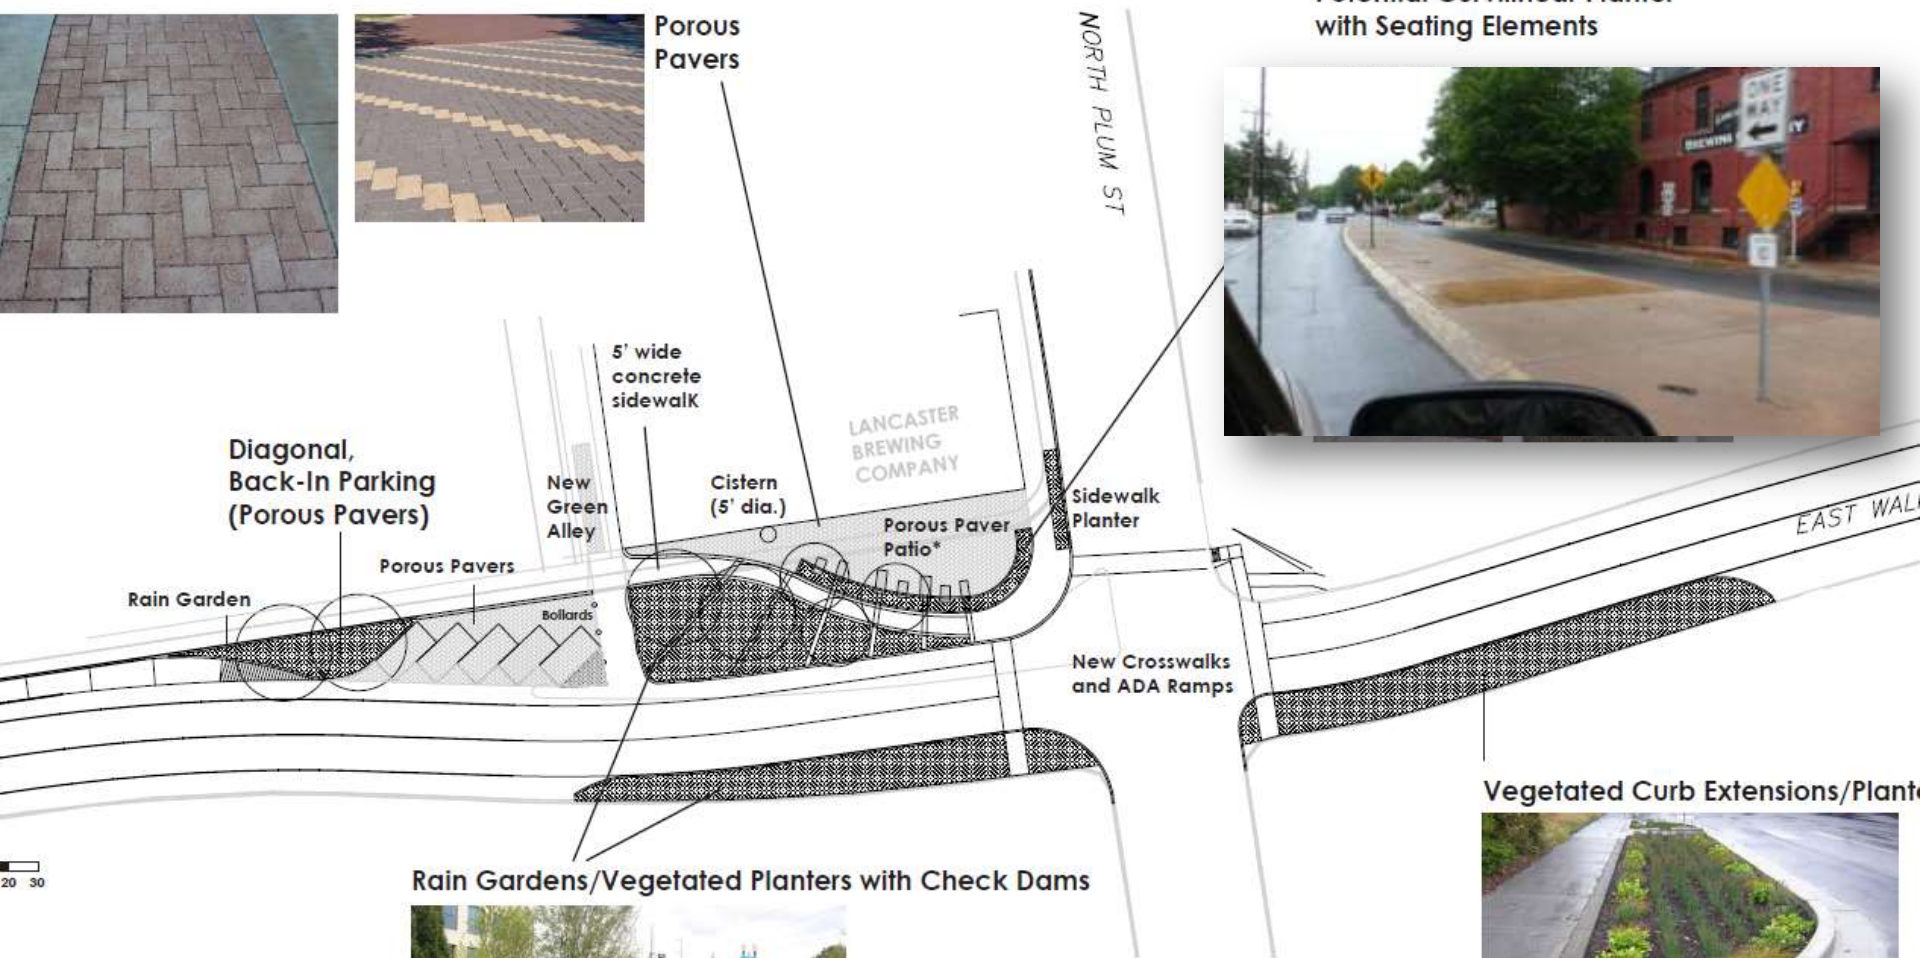 Porous
Pavers
with Seating Elements
NORTH PLUM ST
ONE
WAY
5' wide
concrete
sidewalK
LANCASTER
BREWING
COMPANY
Diagonal,
Back-In Parking
(Porous Pavers)
New
Green
Alley
Cistern
(5' dia.)
Sidewalk
Planter
Porous Paver
Patio*
EAST WAL
Porous Pavers
Rain Garden
Bollards
New Crosswalks
and ADA Ramps
Vegetated Curb Extensions/Plant
20 30
Rain Gardens/Vegetated Planters with Check Dams